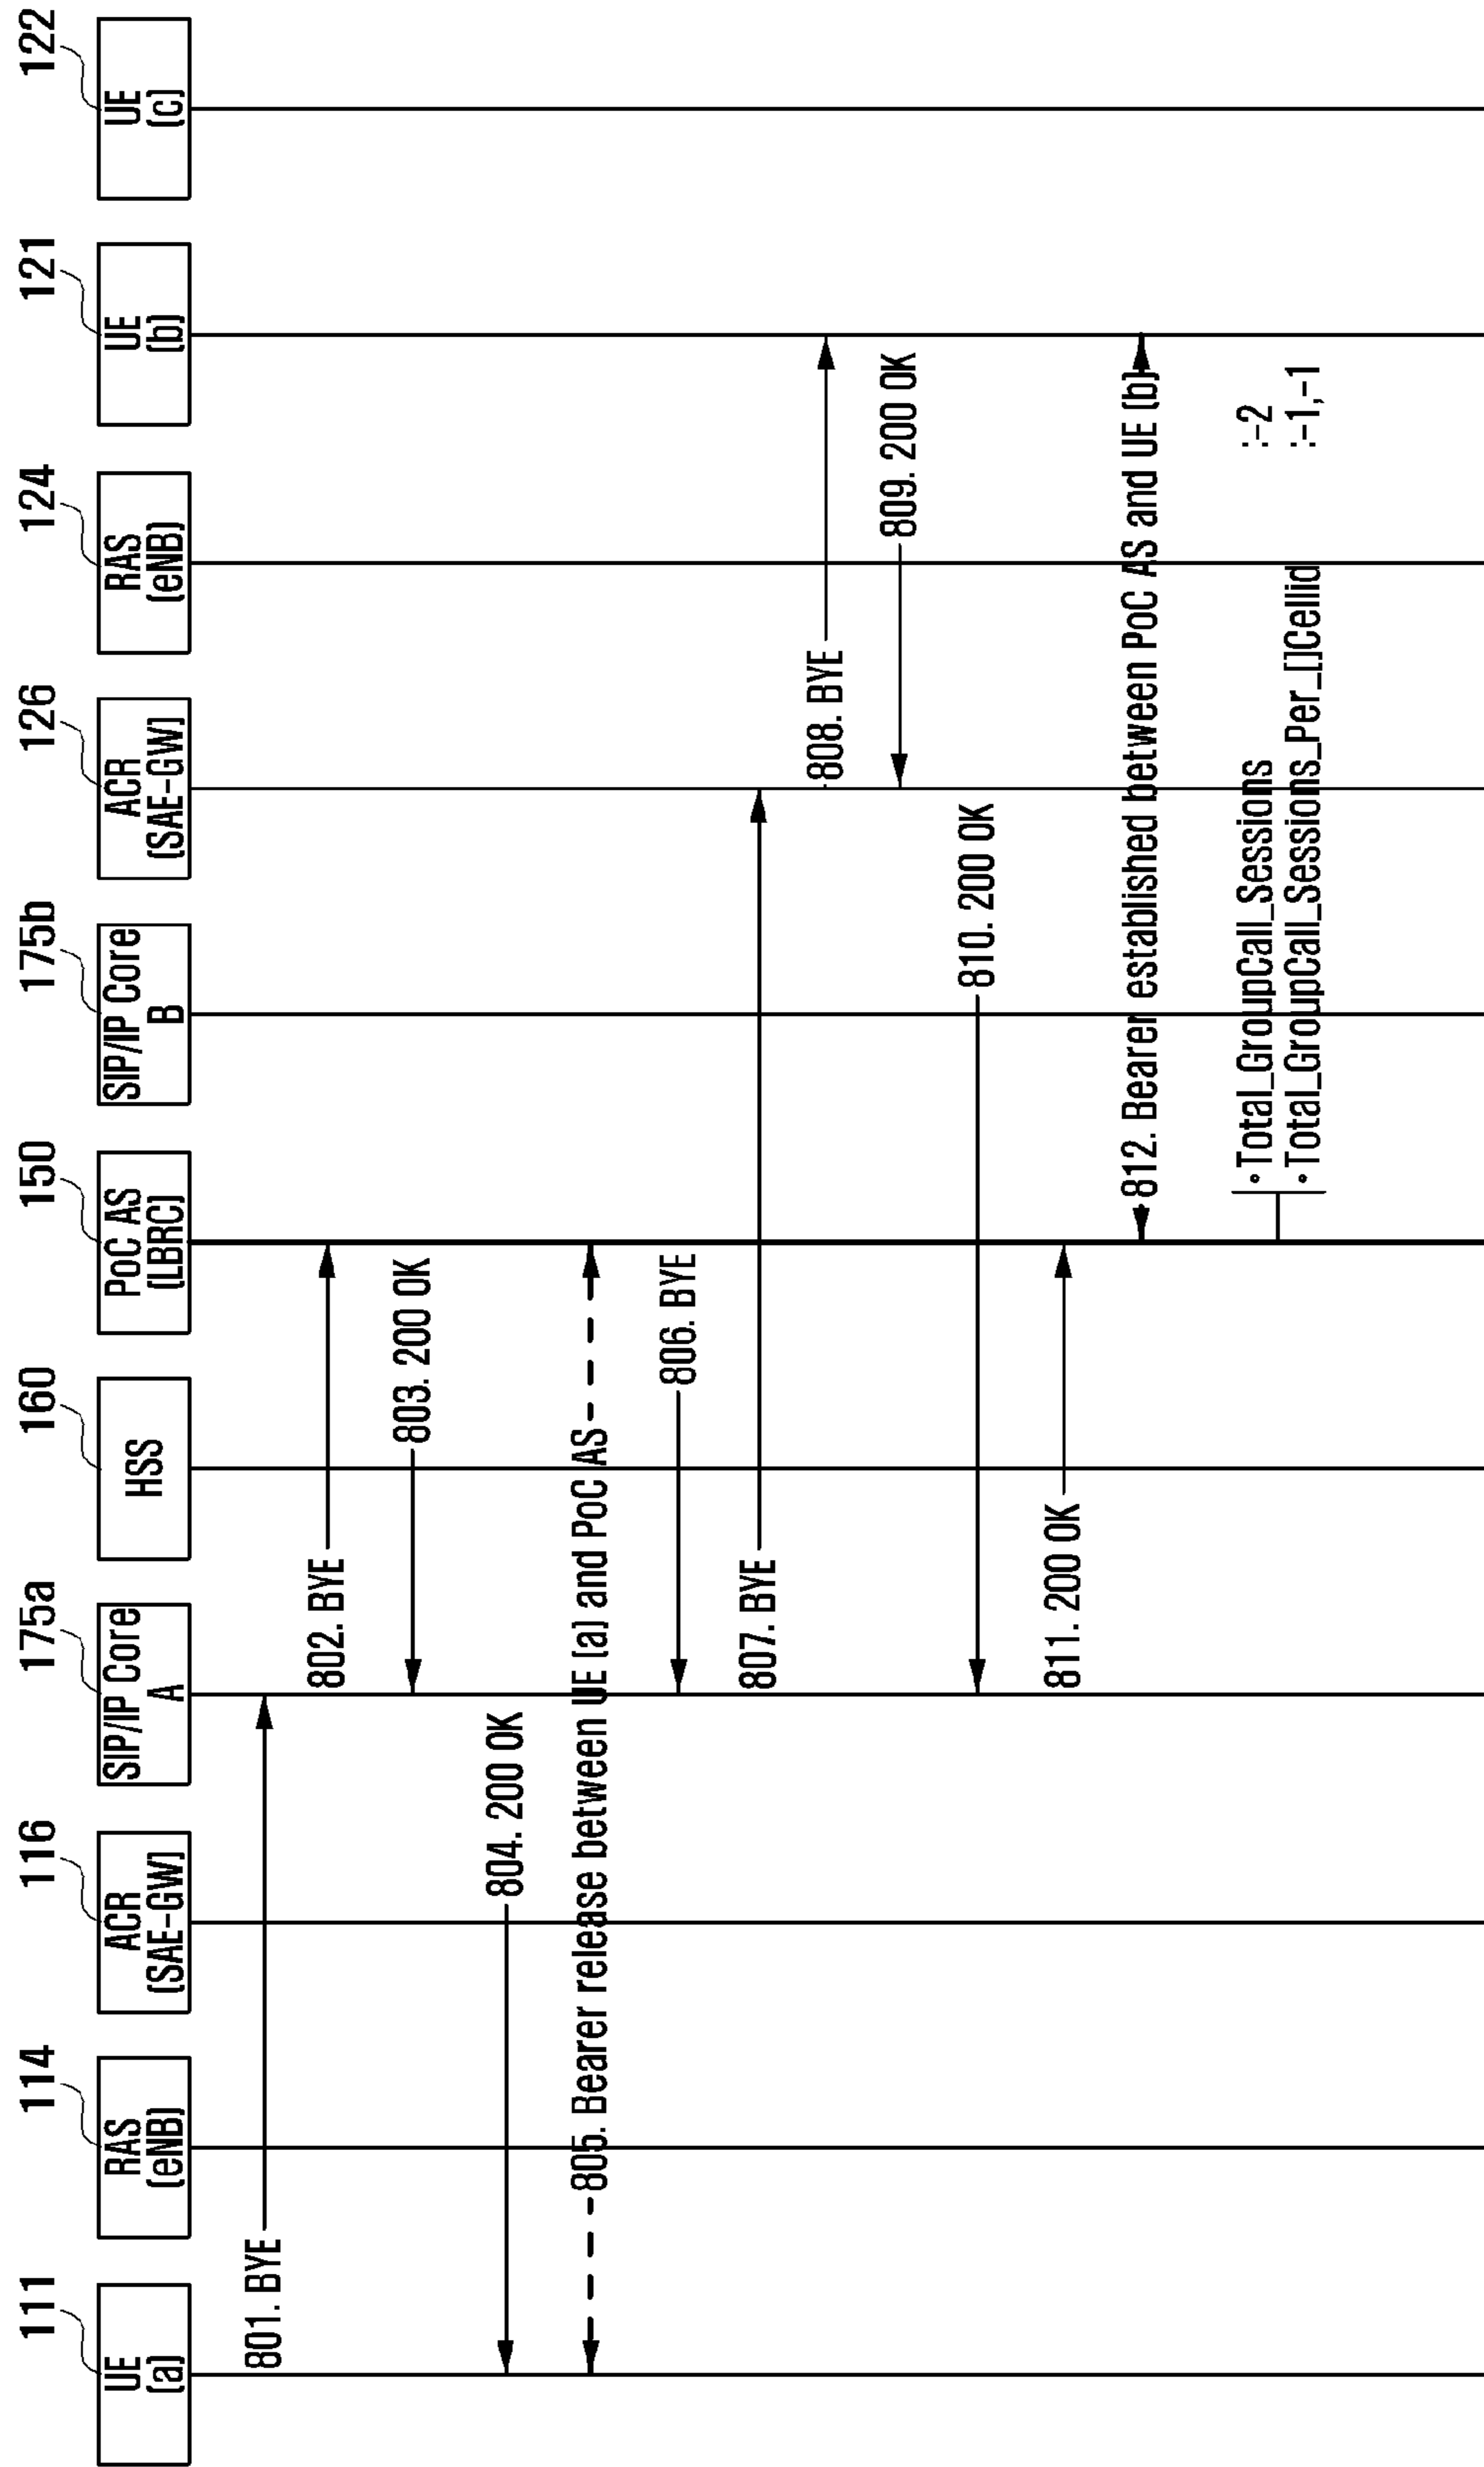 111
114
116
175a
160
150
175b
126
124
121
122
UE
(a)
RAS
(eNB)
ACR
(SAE-GW)
SIP/IP Core
A
HSS
PoC AS
(LBRC)
SIP/IP Core
B
ACR
(SAE-GW)
RAS
(eNB)
UE
(b)
UE
(c)
801. BYE
802. BYE
803. 200 OK
804. 200 OK
805. Bearer release between UE (a) and PoC AS
806. BYE
807. BYE
808. BYE
809. 200 OK
810. 200 OK
811. 200 OK
812. Bearer established between PoC AS and UE (b)
• Total_GroupCall_Sessions :-2
• Total_GroupCall_Sessions_Per_[]Cellid :-1,-1